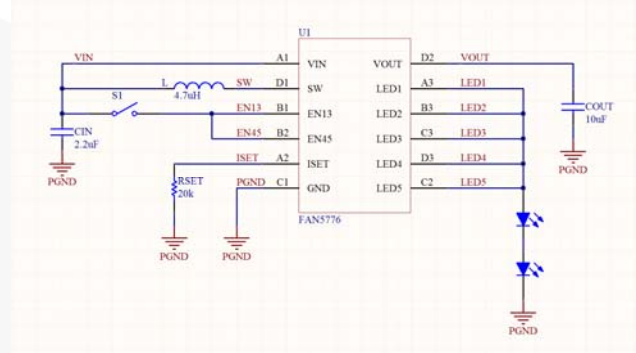 U1
VIN A1 VIN VOUT D2 VOUT
L SW D1 SW LED1 A3 LED1
4.7uH
S1 EN13 B1 EN13 LED2 B3 LED2
COUT
10uF
CIN
2.2uF
EN45 B2 EN45 LED3 C3 LED3
PGND
ISET A2 ISET LED4 D3 LED4
PGND
RSET
20k
PGND C1 GND LED5 C2 LED5
FAN5776
PGND PGND
PGND